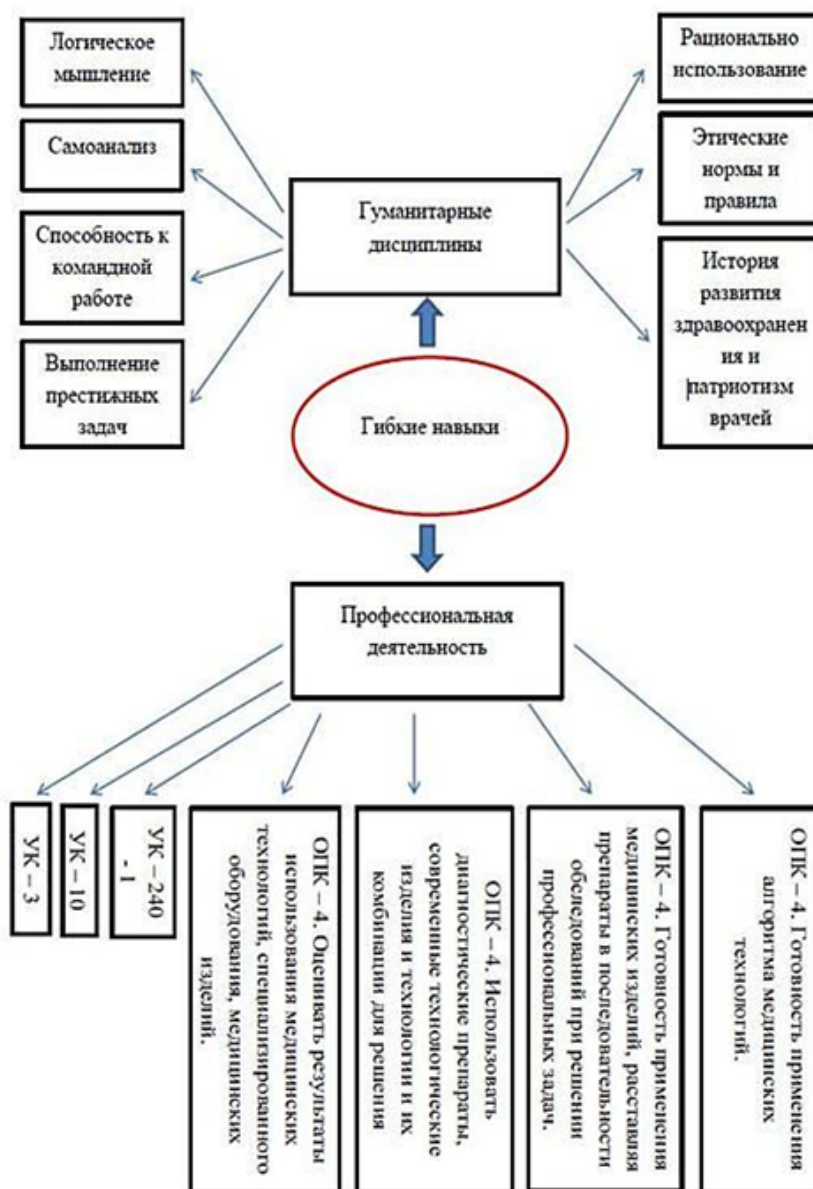 Логическое
мышление
Самоанализ
Способность к
командной
работе
Выполнение
престижных
задач
Гуманитарные
дисциплины
Рационально
использование
Этические
нормы и
правила
История
развития
здравоохранен
ия и
патриотизм
врачей
Гибкие навыки
Профессиональная
деятельность
УК – 3
УК – 10
УК – 240
- 1
ОПК – 4. Оценивать результаты
использования медицинских
технологий, специализированного
оборудования, медицинских
изделий.
ОПК – 4. Использовать
диагностические препараты,
современные технологические
изделия и технологии и их
комбинации для решения
ОПК – 4. Готовность применения
медицинских изделий, расставляя
препараты в последовательности
обследований при решении
профессиональных задач.
ОПК – 4. Готовность применения
алгоритма медицинских
технологий.